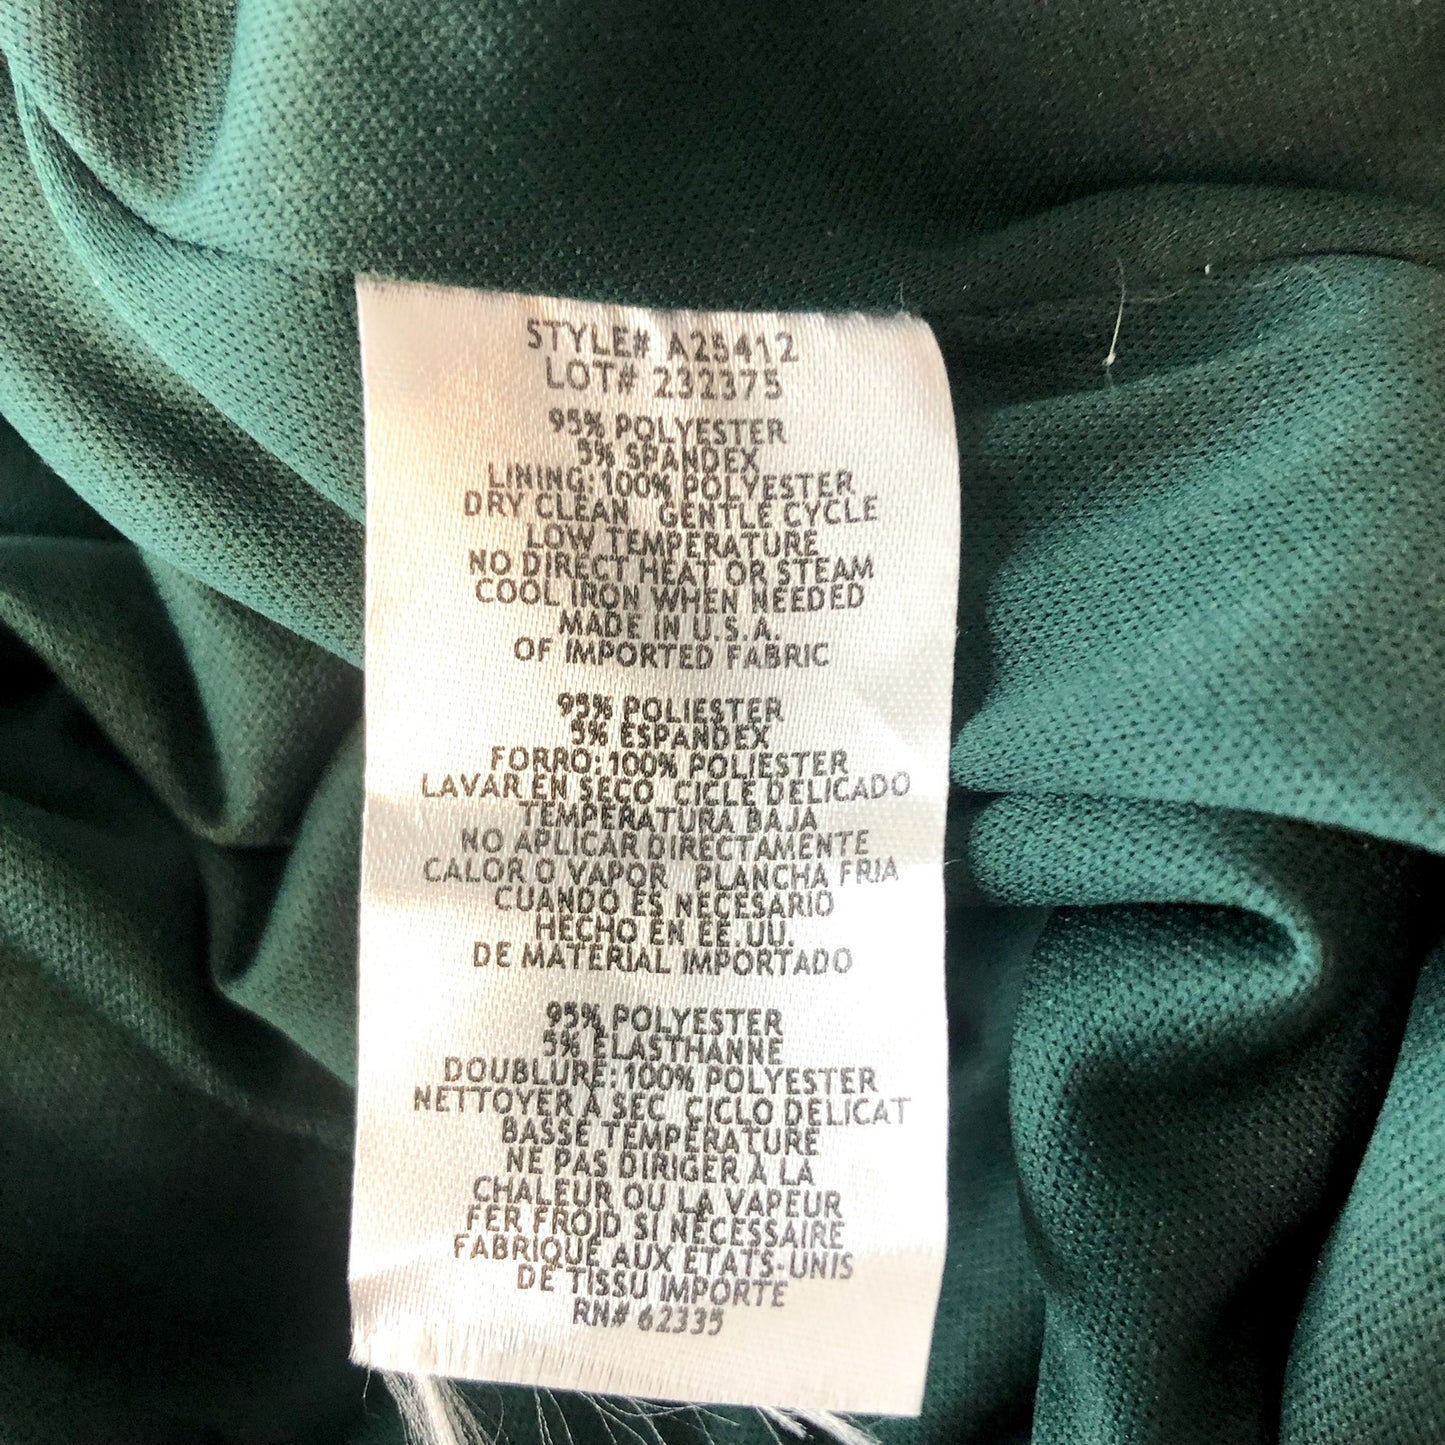 STYLE# A25412
LOT# 232375
95% POLYESTER
5% SPANDEX
LINING: 100% POLYESTER
DRY CLEAN GENTLE CYCLE
LOW TEMPERATURE
NO DIRECT HEAT OR STEAM
COOL IRON WHEN NEEDED
MADE IN U.S.A.
OF IMPORTED FABRIC
95% POLIESTER
5% ESPANDEX
FORRO: 100% POLIESTER
LAVAR EN SECO CICLE DELICADO
TEMPERATURA BAJA
NO APLICAR DIRECTAMENTE
CALOR O VAPOR PLANCHA FRIA
CUANDO ES NECESARIO
HECHO EN EE.UU.
DE MATERIAL IMPORTADO
95% POLYESTER
5% ELASTHANNE
DOUBLURE: 100% POLYESTER
NETTOYER À SEC CICLO DELICAT
BASSE TEMPÉRATURE
NE PAS DIRIGER À LA
CHALEUR OU LA VAPEUR
FER FROID SI NÉCESSAIRE
FABRIQUÉ AUX ÉTATS-UNIS
DE TISSU IMPORTE
RN# 62335